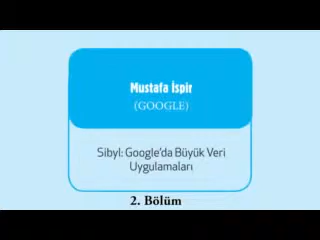 Mustafa İspir
(GOOGLE)
Sibyl: Google'da Büyük Veri
Uygulamaları
2. Bölüm